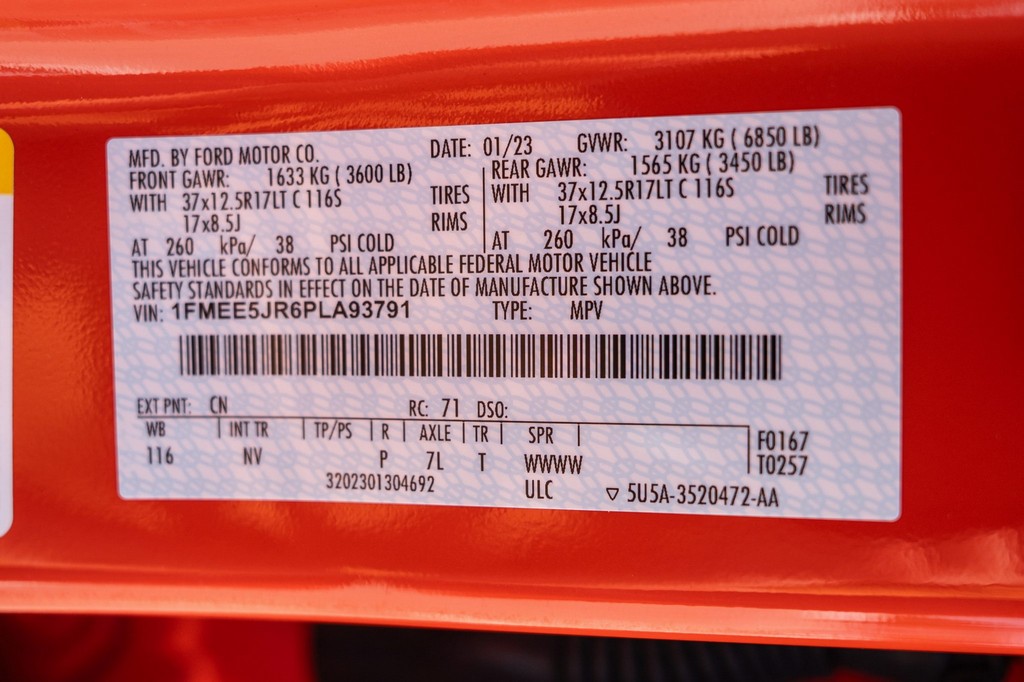 MFD. BY FORD MOTOR CO. DATE: 01/23 GVWR: 3107 KG ( 6850 LB)
FRONT GAWR: 1633 KG ( 3600 LB) REAR GAWR: 1565 KG ( 3450 LB)
WITH 37x12.5R17LT C 116S TIRES WITH 37x12.5R17LT C 116S TIRES
17x8.5J RIMS 17x8.5J RIMS
AT 260 kPa/ 38 PSI COLD AT 260 kPa/ 38 PSI COLD
THIS VEHICLE CONFORMS TO ALL APPLICABLE FEDERAL MOTOR VEHICLE
SAFETY STANDARDS IN EFFECT ON THE DATE OF MANUFACTURE SHOWN ABOVE.
VIN: 1FMEE5JR6PLA93791 TYPE: MPV
EXT PNT: CN RC: 71 DSO:
WB INT TR TP/PS R AXLE TR SPR F0167
116 NV P 7L T WWWW T0257
3202301304692 ULC ▽ 5U5A-3520472-AA